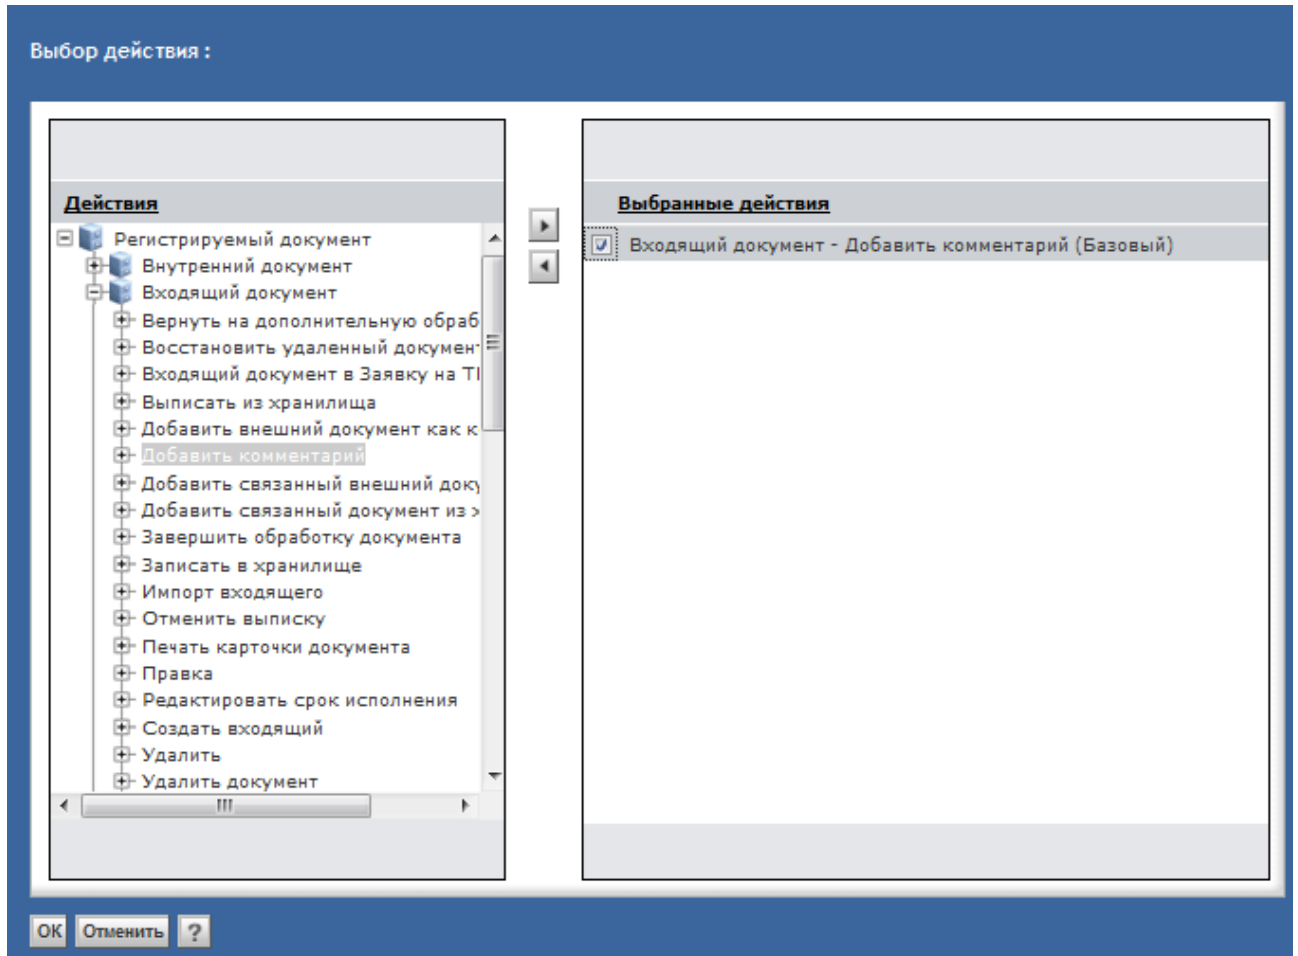 Выбор действия :
Действия
Регистрируемый документ
Внутренний документ
Входящий документ
Вернуть на дополнительную обраб
Восстановить удаленный документ
Входящий документ в Заявку на
Выписать из хранилища
Добавить внешний документ как к
Добавить комментарий
Добавить связанный внешний доку
Добавить связанный документ из
Завершить обработку документа
Записать в хранилище
Импорт входящего
Отменить выписку
Печать карточки документа
Правка
Редактировать срок исполнения
Создать входящий
Удалить
Удалить документ
Выбранные действия
Входящий документ - Добавить комментарий (Базовый)
ОК Отменить ?